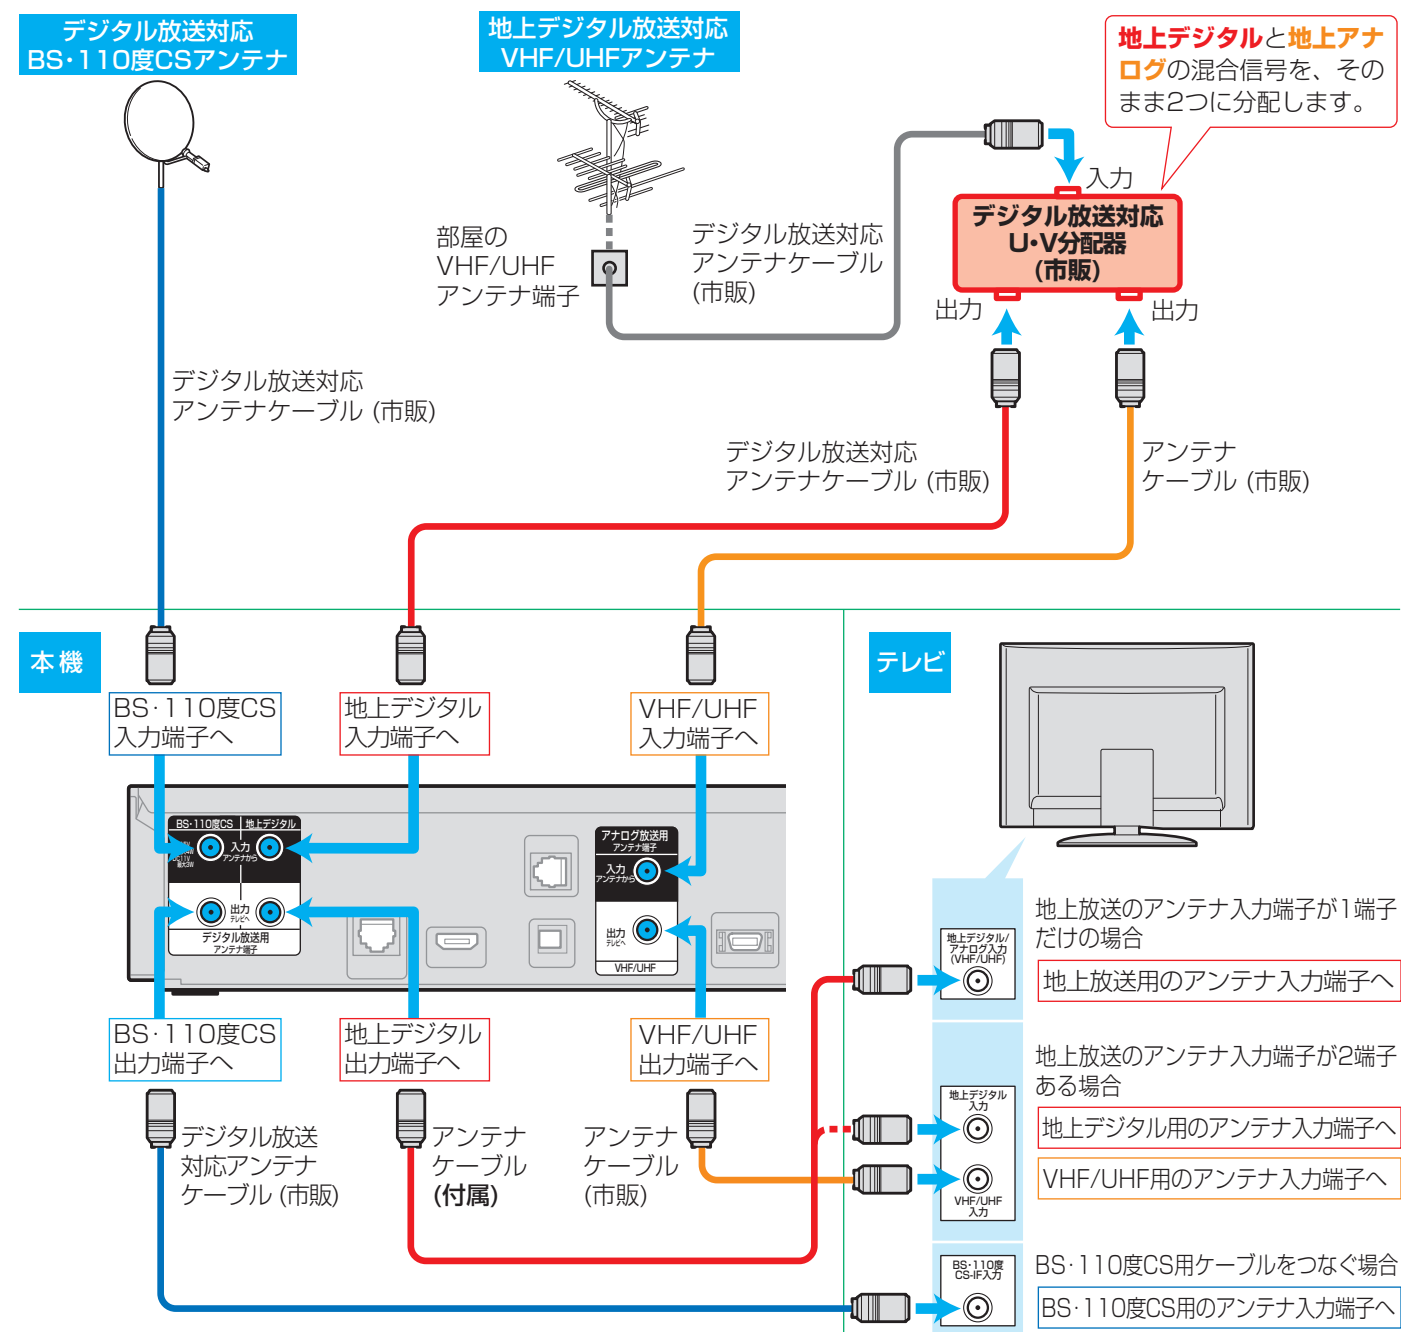 デジタル放送対応
BS・110度CSアンテナ
地上デジタル放送対応
VHF/UHFアンテナ
地上デジタルと地上アナ
ログの混合信号を、その
まま2つに分配します。
入力
デジタル放送対応
U・V分配器
(市販)
出力
出力
部屋の
VHF/UHF
アンテナ端子
デジタル放送対応
アンテナケーブル
(市販)
デジタル放送対応
アンテナケーブル (市販)
デジタル放送対応
アンテナケーブル (市販)
アンテナ
ケーブル (市販)
本機
BS・110度CS
入力端子へ
地上デジタル
入力端子へ
VHF/UHF
入力端子へ
BS・110度CS
地上デジタル
入力
アンテナから
DC11V
最大3W
出力
テレビへ
デジタル放送用
アンテナ端子
アナログ放送用
アンテナ端子
入力
アンテナから
出力
テレビへ
VHF/UHF
BS・110度CS
出力端子へ
地上デジタル
出力端子へ
VHF/UHF
出力端子へ
デジタル放送
対応アンテナ
ケーブル (市販)
アンテナ
ケーブル
(付属)
アンテナ
ケーブル
(市販)
テレビ
地上デジタル/
アナログ入力
(VHF/UHF)
地上放送のアンテナ入力端子が1端子
だけの場合
地上放送用のアンテナ入力端子へ
地上放送のアンテナ入力端子が2端子
ある場合
地上デジタル
入力
地上デジタル用のアンテナ入力端子へ
VHF/UHF用のアンテナ入力端子へ
VHF/UHF
入力
BS・110度
CS-IF入力
BS・110度CS用ケーブルをつなぐ場合
BS・110度CS用のアンテナ入力端子へ